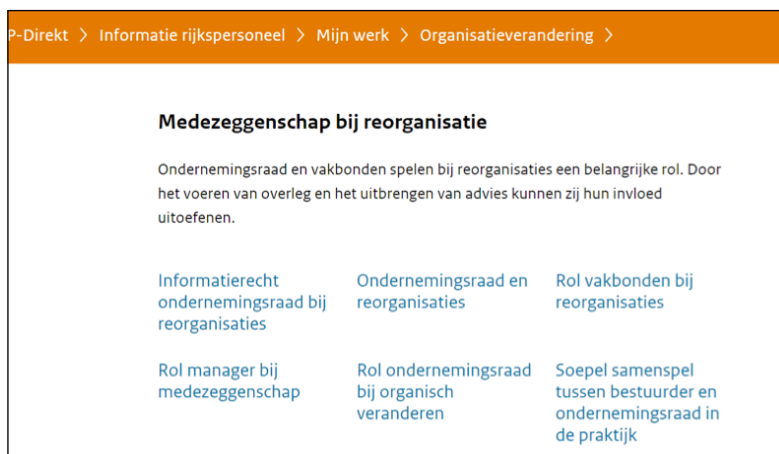 P-Direkt > Informatie rijkspersoneel > Mijn werk > Organisatieverandering >
Medezeggenschap bij reorganisatie
Ondernemingsraad en vakbonden spelen bij reorganisaties een belangrijke rol. Door
het voeren van overleg en het uitbrengen van advies kunnen zij hun invloed
uitoefenen.
Informatierecht
ondernemingsraad bij
reorganisaties
Ondernemingsraad en
reorganisaties
Rol vakbonden bij
reorganisaties
Rol manager bij
medezeggenschap
Rol ondernemingsraad
bij organisch
veranderen
Soepel samenspel
tussen bestuurder en
ondernemingsraad in
de praktijk